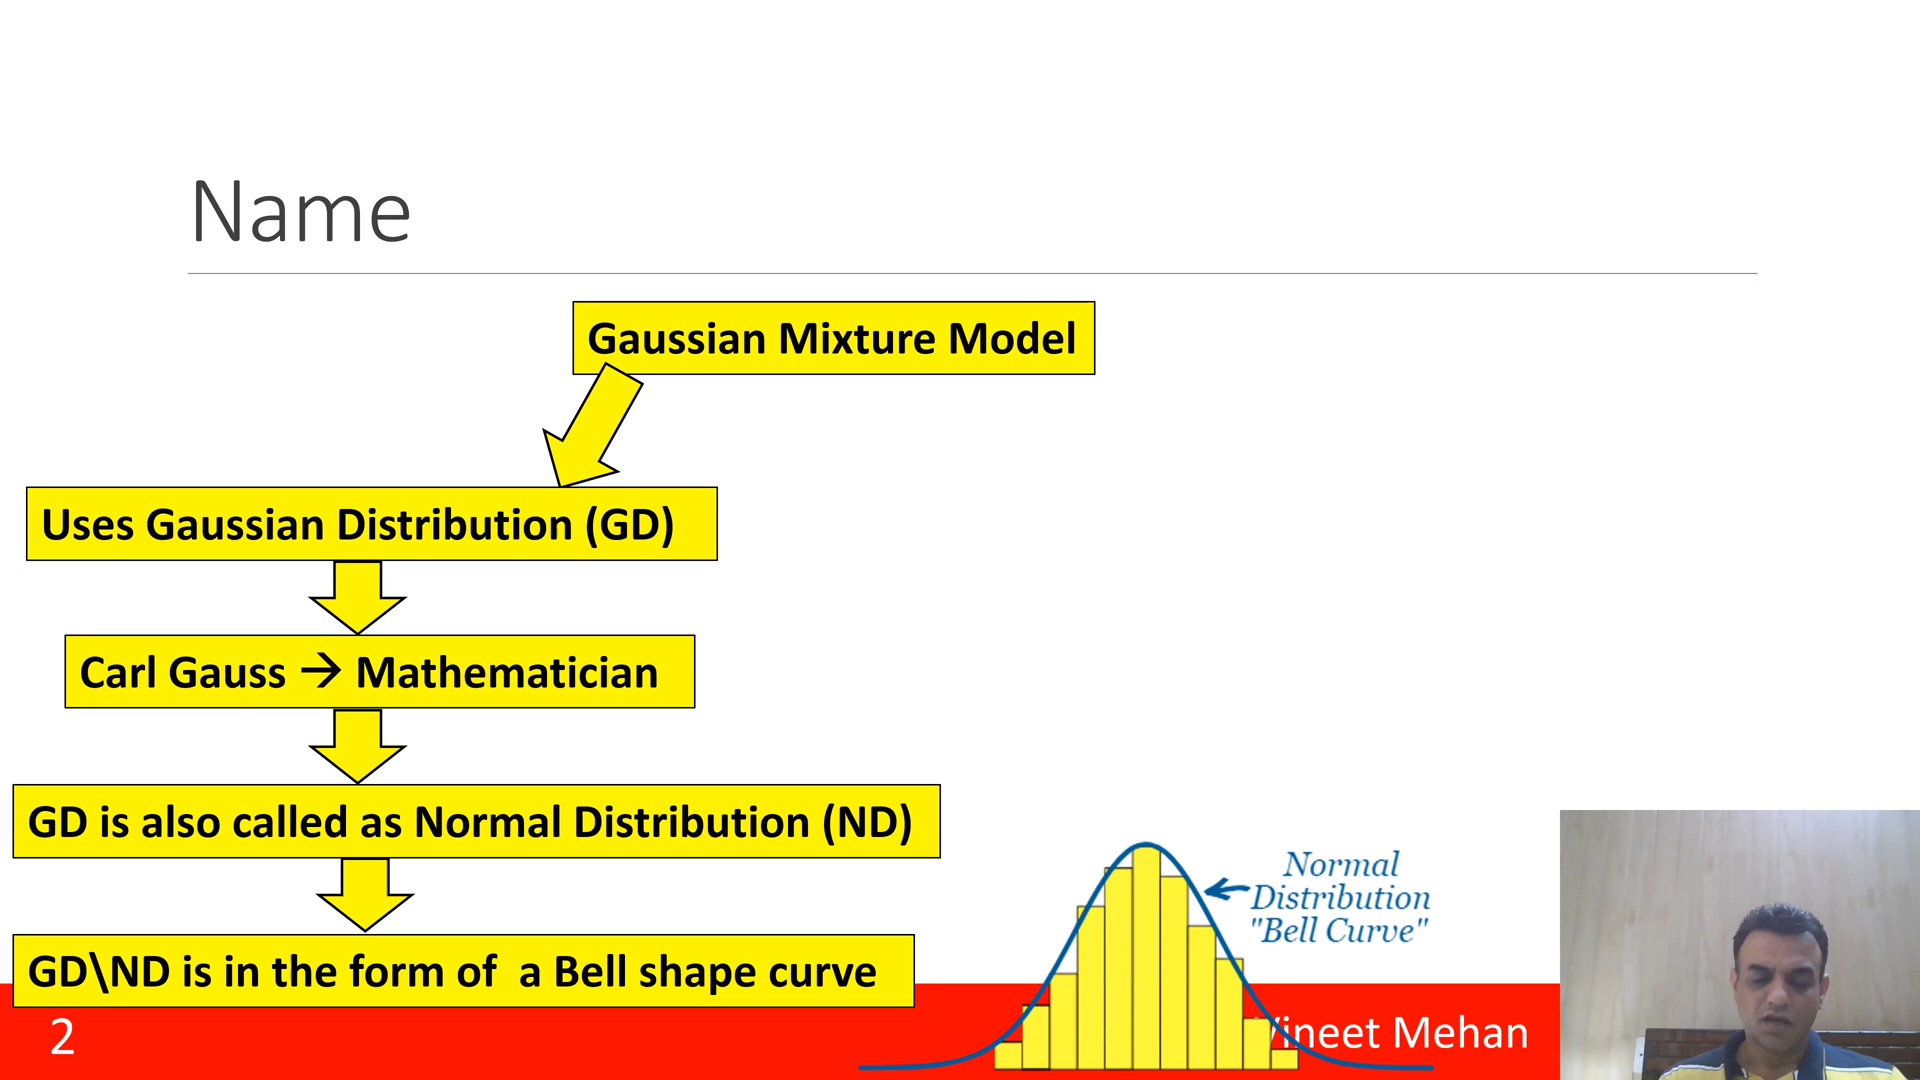 Name
Gaussian Mixture Model
Uses Gaussian Distribution (GD)
Carl Gauss → Mathematician
GD is also called as Normal Distribution (ND)
GD\ND is in the form of  a Bell shape curve
Normal
Distribution
"Bell Curve"
2
Vineet Mehan